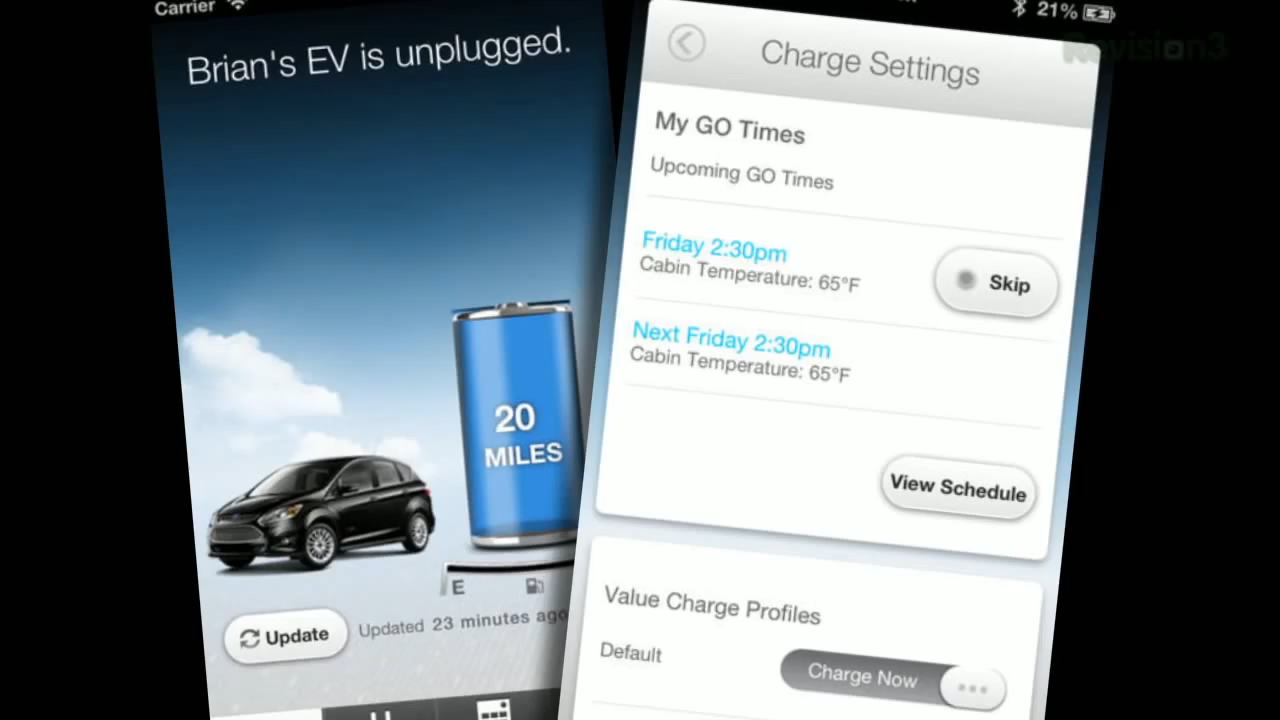 Carrier
Brian's EV is unplugged.
20
MILES
E
Update
Updated 23 minutes ago
21%
Revision3
Charge Settings
My GO Times
Upcoming GO Times
Friday 2:30pm
Cabin Temperature: 65°F
Skip
Next Friday 2:30pm
Cabin Temperature: 65°F
View Schedule
Value Charge Profiles
Default
Charge Now